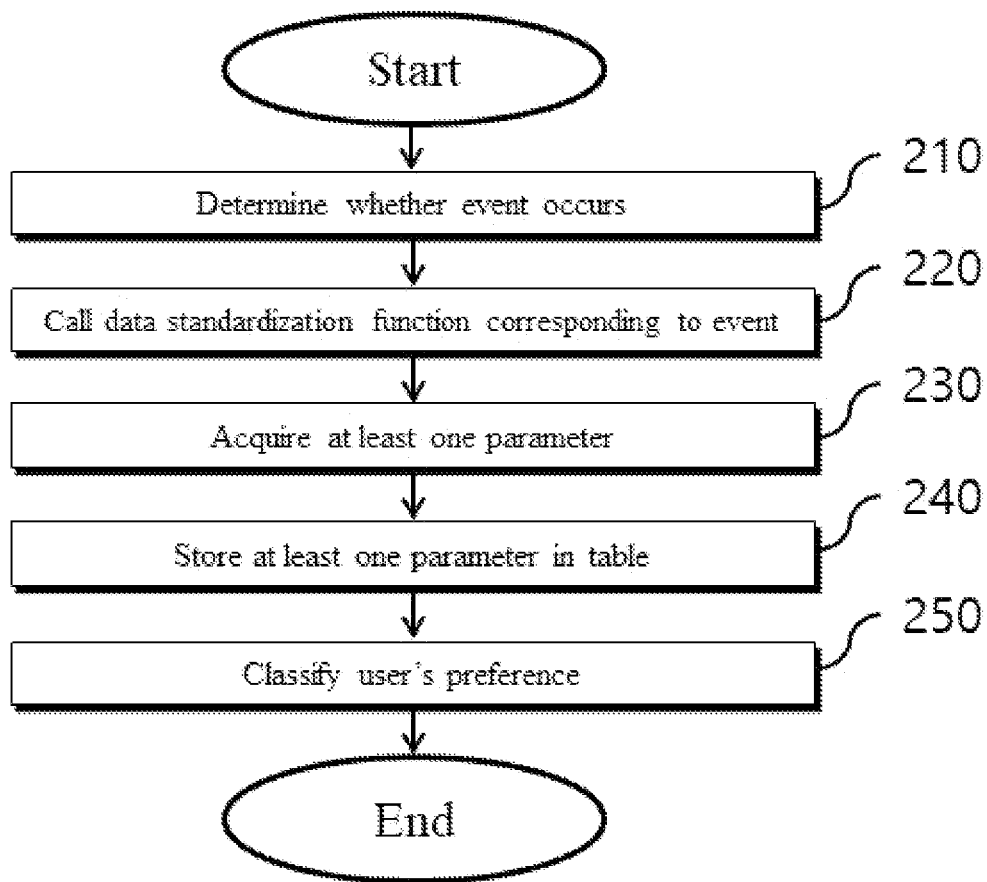 Start
210
Determine whether event occurs
220
Call data standardization function corresponding to event
230
Acquire at least one parameter
240
Store at least one parameter in table
250
Classify user's preference
End